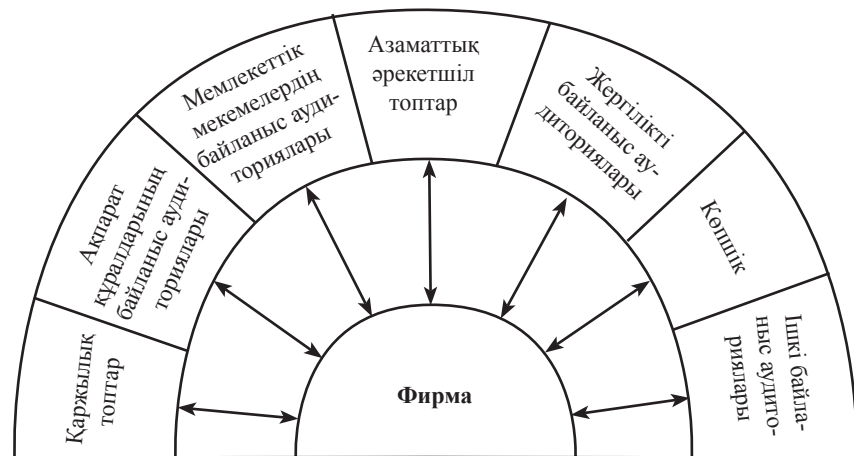 Қаржылық
топтар
Ақпарат
құралдарының
байланыс ауди-
ториялары
Мемлекеттік
мекемелердің
байланыс ауди-
ториялары
Азаматтық
әрекетшіл
топтар
Жергілікті
байланыс ау-
диториялары
Көпшік
Ішкі байла-
ныс аудито-
риялары
Фирма